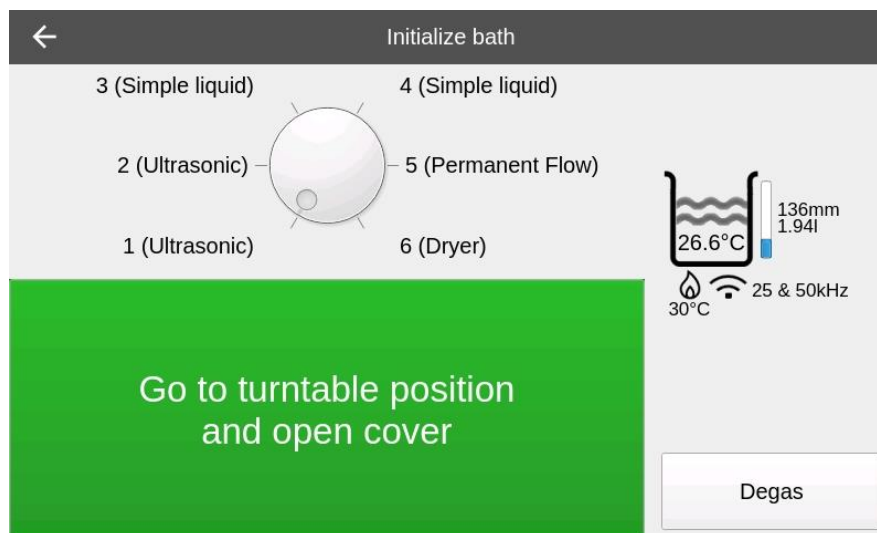 Initialize bath
3 (Simple liquid)
4 (Simple liquid)
2 (Ultrasonic)
5 (Permanent Flow)
1 (Ultrasonic)
6 (Dryer)
136mm
1.94l
26.6°C
25 & 50kHz
30°C
Go to turntable position
and open cover
Degas